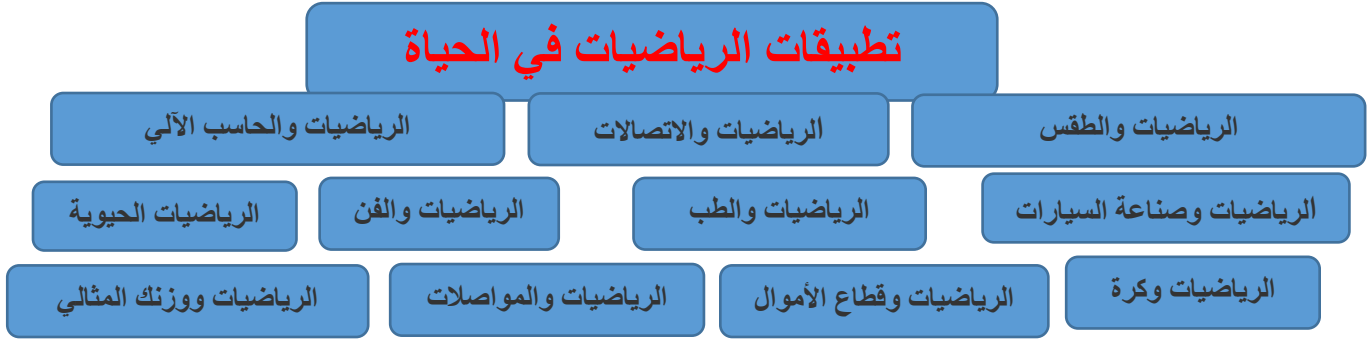 تطبيقات الرياضيات في الحياة
الرياضيات والطقس
الرياضيات والاتصالات
الرياضيات والحاسب الآلي
الرياضيات وصناعة السيارات
الرياضيات والطب
الرياضيات والفن
الرياضيات الحيوية
الرياضيات وكرة
الرياضيات وقطاع الأموال
الرياضيات والمواصلات
الرياضيات ووزنك المثالي